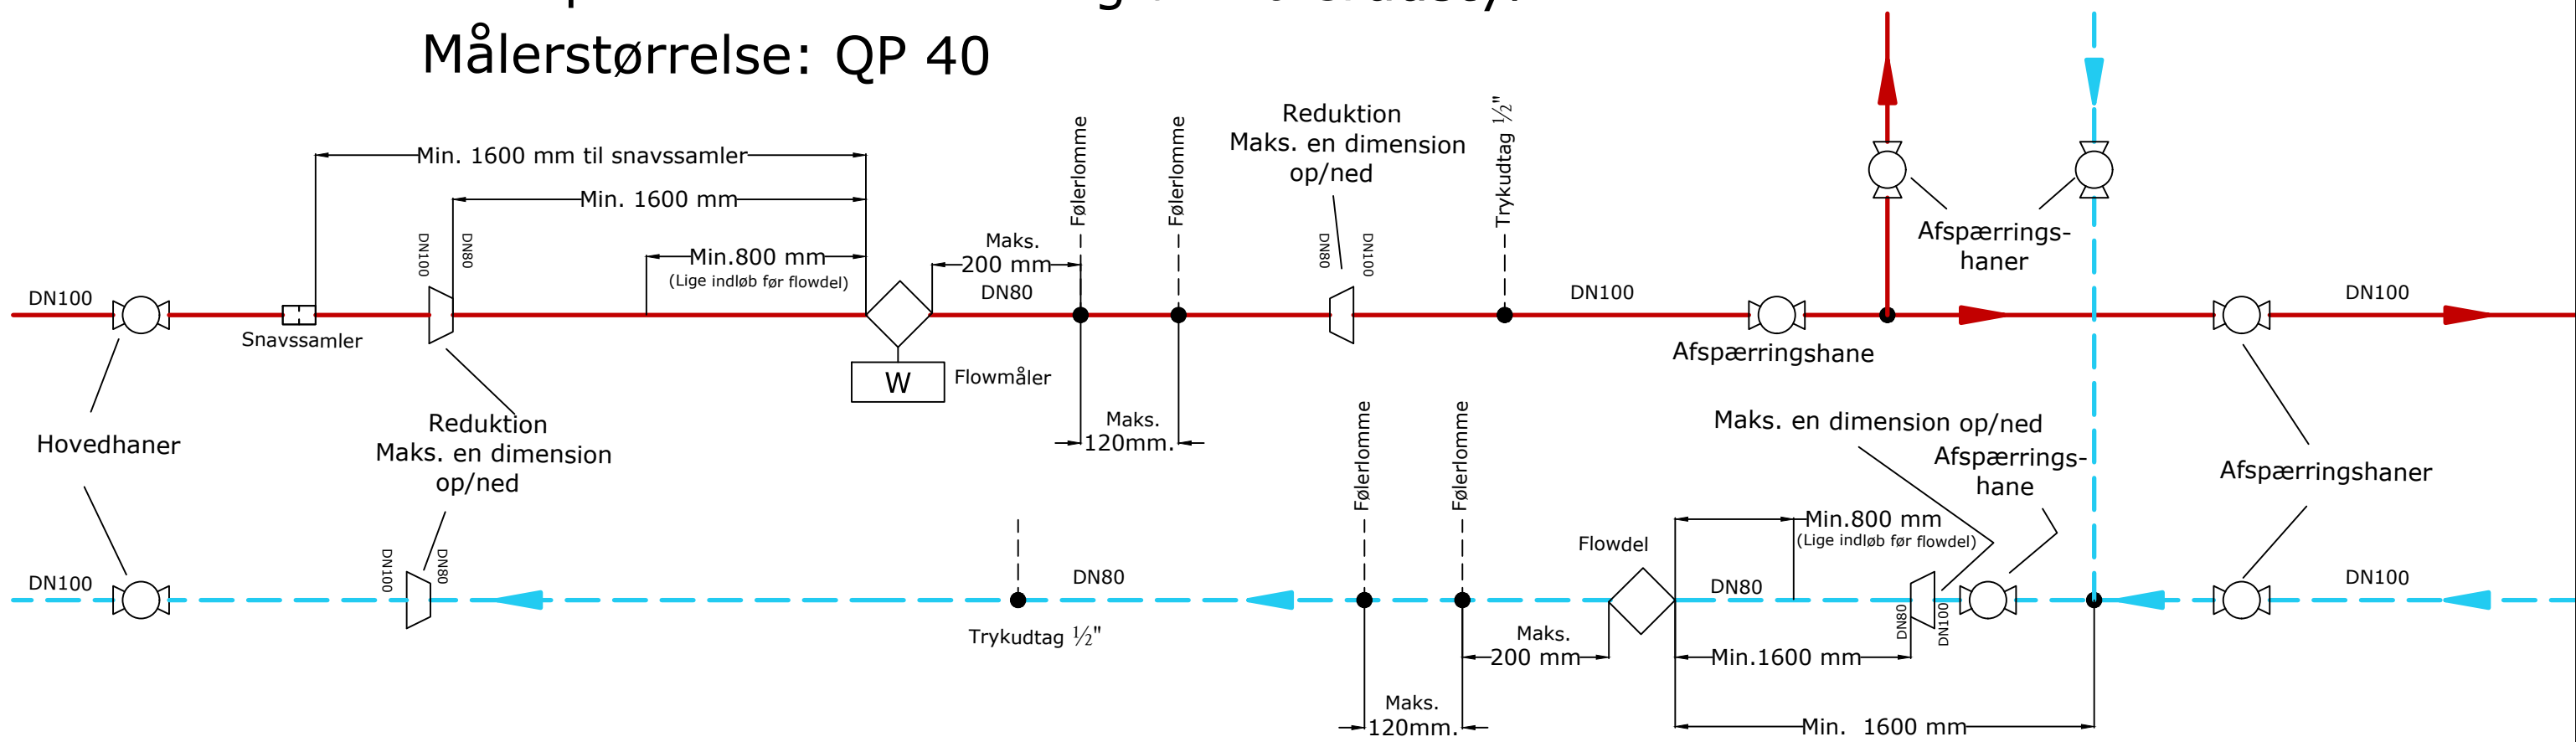 Målerstørrelse: QP 40
Min. 1600 mm til snavssamler
Min. 1600 mm
DN100
DN80
Min.800 mm
(Lige indløb før flowdel)
Maks.
200 mm
DN80
Følerlomme
Følerlomme
Reduktion
Maks. en dimension
op/ned
DN80
DN100
Trykudtag ½"
DN100
Afspærrings-
haner
DN100
DN100
Snavssamler
W
Flowmåler
Afspærringshane
Maks.
120mm.
Hovedhaner
Reduktion
Maks. en dimension
op/ned
Maks. en dimension op/ned
Afspærrings-
hane
Afspærringshaner
Følerlomme
Følerlomme
Flowdel
Min.800 mm
(Lige indløb før flowdel)
DN100
DN100
DN80
DN80
DN80
DN80
DN100
DN100
Trykudtag ½"
Maks.
200 mm
Min.1600 mm
Maks.
120mm.
Min. 1600 mm